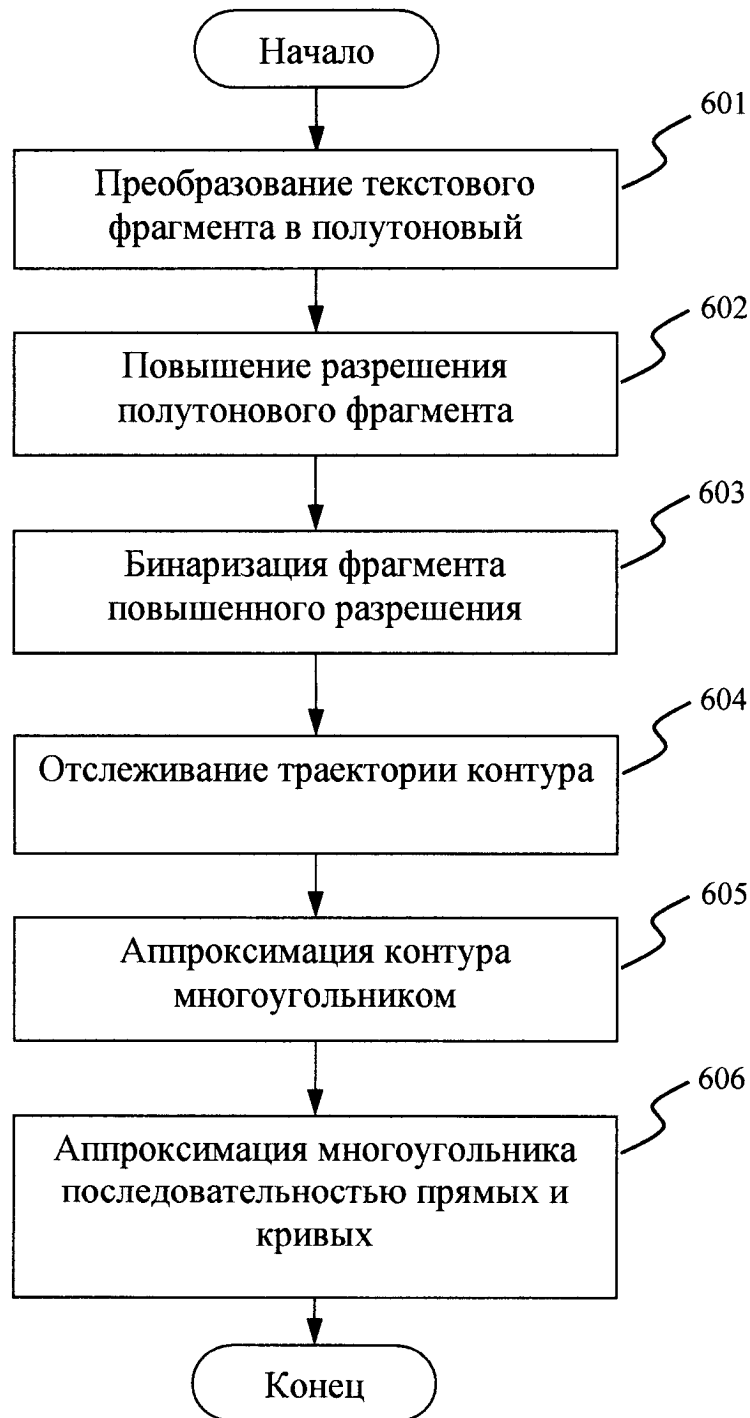 Начало
601
Преобразование текстового
фрагмента в полутоновый
602
Повышение разрешения
полутонового фрагмента
603
Бинаризация фрагмента
повышенного разрешения
604
Отслеживание траектории контура
605
Аппроксимация контура
многоугольником
606
Аппроксимация многоугольника
последовательностью прямых и
кривых
Конец